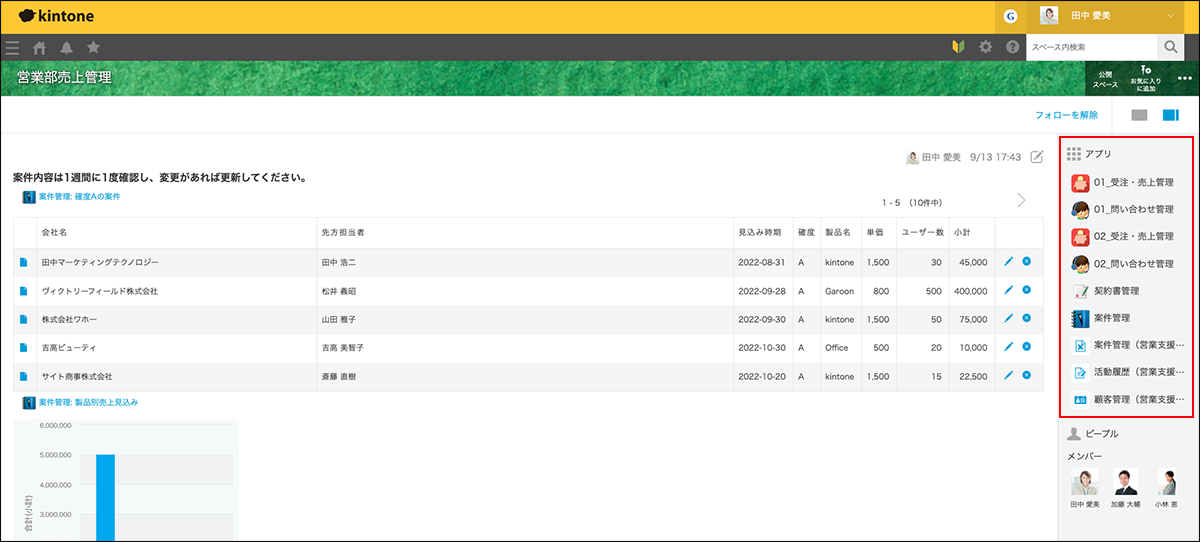 kintone
G
田中 愛美
スペース内検索
営業部売上管理
公開
スペース
お気に入り
に追加
フォローを解除
田中 愛美 9/13 17:43
案件内容は1週間に1度確認し、変更があれば更新してください。
案件管理: 確度Aの案件
1 - 5 （10件中）
会社名 先方担当者 見込み時期 確度 製品名 単価 ユーザー数 小計
田中マーケティングテクノロジー 田中 浩二 2022-08-31 A kintone 1,500 30 45,000
ヴィクトリーフィールド株式会社 松井 義昭 2022-09-28 A Garoon 800 500 400,000
株式会社ワホー 山田 雅子 2022-09-30 A kintone 1,500 50 75,000
吉高ビューティ 吉高 美智子 2022-10-30 A Office 500 20 10,000
サイト商事株式会社 斎藤 直樹 2022-10-20 A kintone 1,500 15 22,500
案件管理: 製品別売上見込み
6,000,000
5,000,000
4,000,000
3,000,000
合計(小計)
アプリ
01_受注・売上管理
01_問い合わせ管理
02_受注・売上管理
02_問い合わせ管理
契約書管理
案件管理
案件管理（営業支援…
活動履歴（営業支援…
顧客管理（営業支援…
ピープル
メンバー
田中 愛美 加藤 大輔 小林 恵